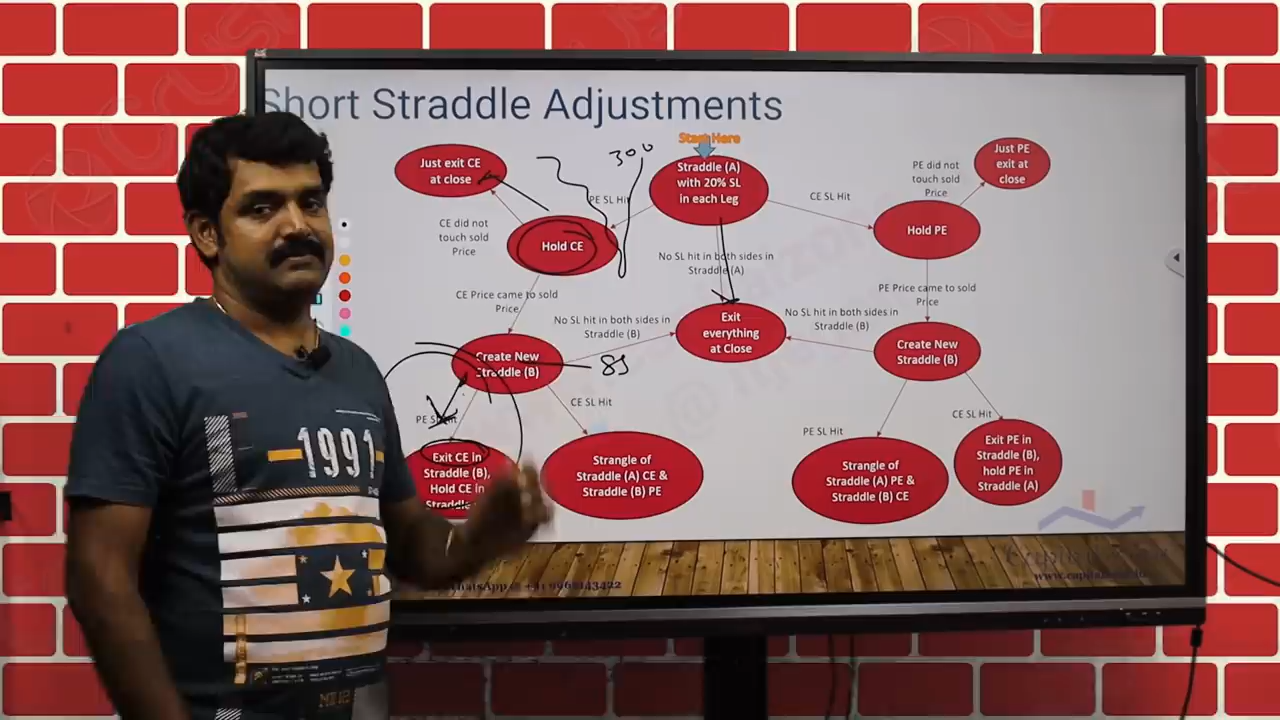 Short Straddle Adjustments
Start Here
Straddle (A)
with 20% SL
in each Leg
300
Just exit CE
at close
PE SL Hit
CE SL Hit
PE did not
touch sold
Price
Just PE
exit at
close
CE did not
touch sold
Price
Hold CE
Hold PE
No SL hit in both sides in
Straddle (A)
CE Price came to sold
Price
PE Price came to sold
Price
No SL hit in both sides in
Straddle (B)
Exit
everything
at Close
No SL hit in both sides in
Straddle (B)
Create New
Straddle (B)
Create New
Straddle (B)
PE SL Hit
CE SL Hit
PE SL Hit
CE SL Hit
Exit CE in
Straddle (B),
Hold CE in
Strangle of
Straddle (A) CE &
Straddle (B) PE
Strangle of
Straddle (A) PE &
Straddle (B) CE
Exit PE in
Straddle (B),
hold PE in
Straddle (A)
1991